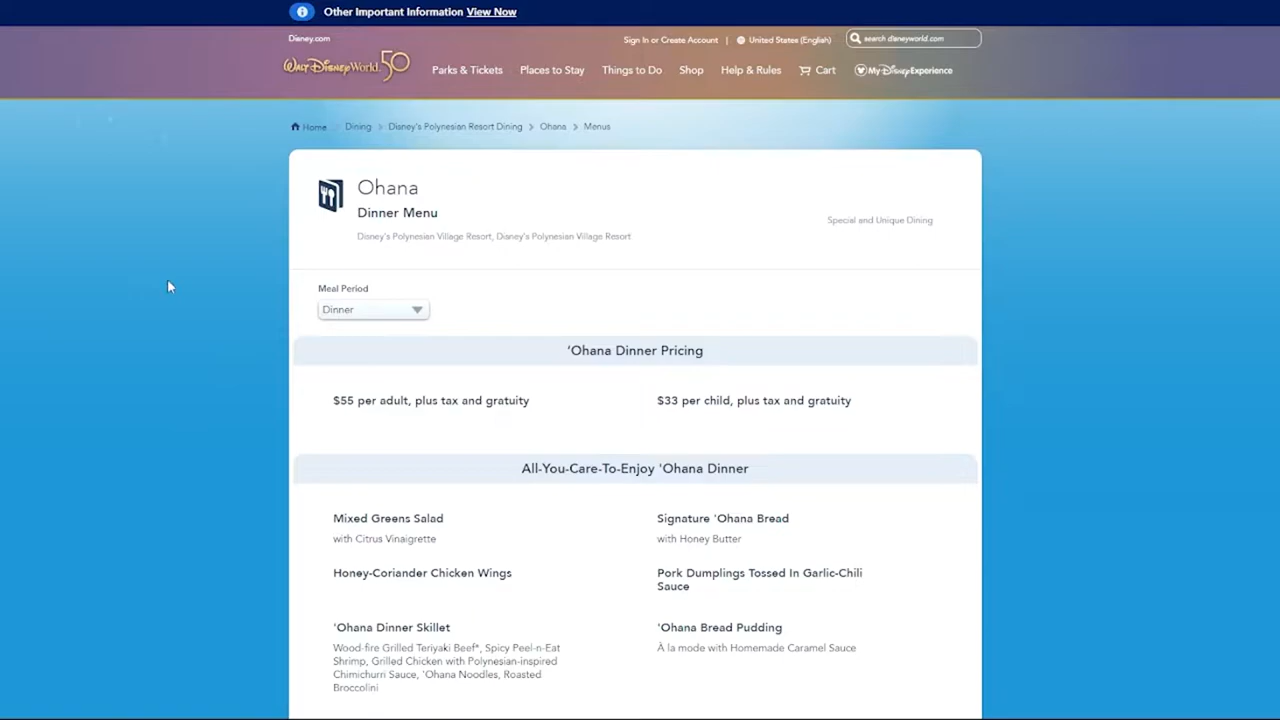 Other Important Information View Now
Disney.com
Sign In or Create Account | United States (English)
search disneyworld.com
Walt Disney World. 50
Parks & Tickets Places to Stay Things to Do Shop Help & Rules Cart My Disney Experience
Home > Dining > Disney's Polynesian Resort Dining > Ohana > Menus
Ohana
Dinner Menu
Special and Unique Dining
Disney's Polynesian Village Resort, Disney's Polynesian Village Resort
Meal Period
Dinner
'Ohana Dinner Pricing
$55 per adult, plus tax and gratuity
$33 per child, plus tax and gratuity
All-You-Care-To-Enjoy 'Ohana Dinner
Mixed Greens Salad
with Citrus Vinaigrette
Signature 'Ohana Bread
with Honey Butter
Honey-Coriander Chicken Wings
Pork Dumplings Tossed In Garlic-Chili
Sauce
'Ohana Dinner Skillet
Wood-fire Grilled Teriyaki Beef*, Spicy Peel-n-Eat
Shrimp, Grilled Chicken with Polynesian-inspired
Chimichurri Sauce, 'Ohana Noodles, Roasted
Broccolini
'Ohana Bread Pudding
À la mode with Homemade Caramel Sauce